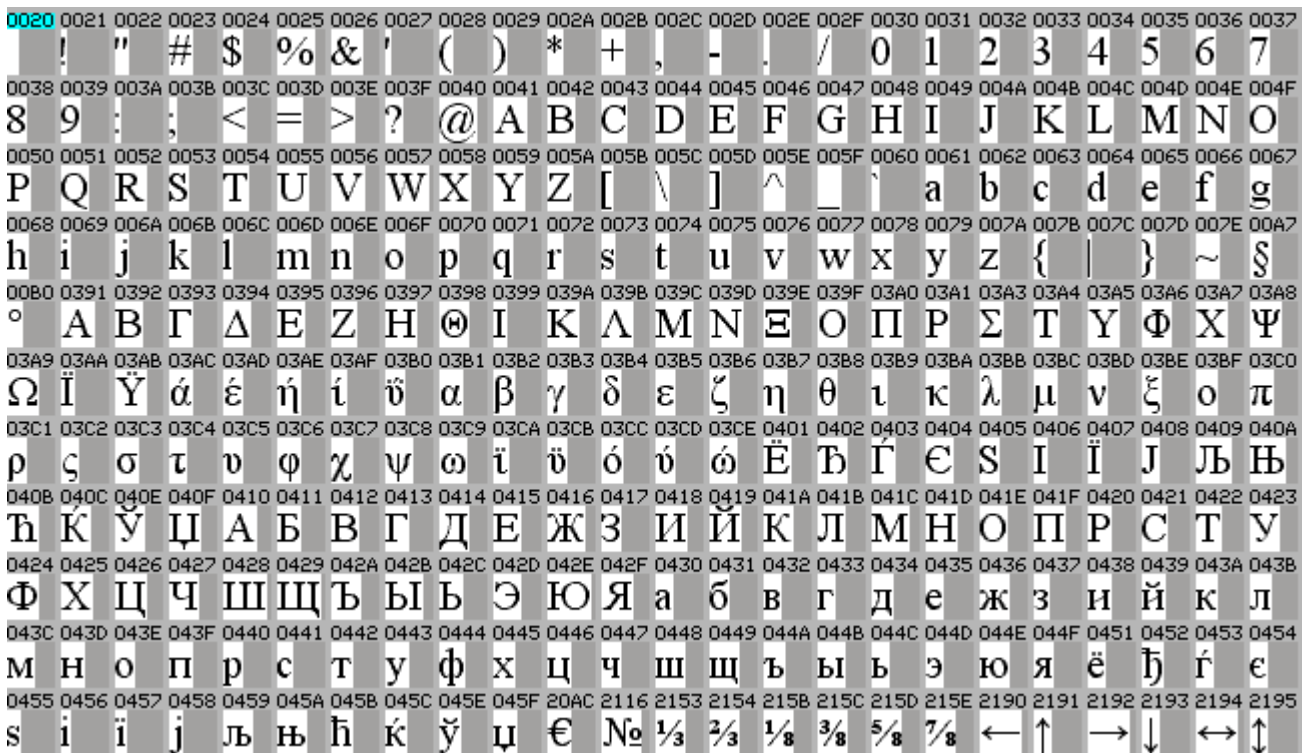 0020 0021 0022 0023 0024 0025 0026 0027 0028 0029 002A 002B 002C 002D 002E 002F 0030 0031 0032 0033 0034 0035 0036 0037
! " # $ % & ' ( ) * + , - . / 0 1 2 3 4 5 6 7
0038 0039 003A 003B 003C 003D 003E 003F 0040 0041 0042 0043 0044 0045 0046 0047 0048 0049 004A 004B 004C 004D 004E 004F
8 9 : ; < = > ? @ A B C D E F G H I J K L M N O
0050 0051 0052 0053 0054 0055 0056 0057 0058 0059 005A 005B 005C 005D 005E 005F 0060 0061 0062 0063 0064 0065 0066 0067
P Q R S T U V W X Y Z [ \ ] ^ _ ` a b c d e f g
0068 0069 006A 006B 006C 006D 006E 006F 0070 0071 0072 0073 0074 0075 0076 0077 0078 0079 007A 007B 007C 007D 007E 00A7
h i j k l m n o p q r s t u v w x y z { | } ~ §
00B0 0391 0392 0393 0394 0395 0396 0397 0398 0399 039A 039B 039C 039D 039E 039F 03A0 03A1 03A3 03A4 03A5 03A6 03A7 03A8
° Α Β Γ Δ Ε Ζ Η Θ Ι Κ Λ Μ Ν Ξ Ο Π Ρ Σ Τ Υ Φ Χ Ψ
03A9 03AA 03AB 03AC 03AD 03AE 03AF 03B0 03B1 03B2 03B3 03B4 03B5 03B6 03B7 03B8 03B9 03BA 03BB 03BC 03BD 03BE 03BF 03C0
Ω Ϊ Ϋ ά έ ή ί ΰ α β γ δ ε ζ η θ ι κ λ μ ν ξ ο π
03C1 03C2 03C3 03C4 03C5 03C6 03C7 03C8 03C9 03CA 03CB 03CC 03CD 03CE 0401 0402 0403 0404 0405 0406 0407 0408 0409 040A
ρ ς σ τ υ φ χ ψ ω ϊ ϋ ό ύ ώ Ё Ђ Ѓ Є Ѕ І Ї Ј Љ Њ
040B 040C 040E 040F 0410 0411 0412 0413 0414 0415 0416 0417 0418 0419 041A 041B 041C 041D 041E 041F 0420 0421 0422 0423
Ћ Ќ Ў Џ А Б В Г Д Е Ж З И Й К Л М Н О П Р С Т У
0424 0425 0426 0427 0428 0429 042A 042B 042C 042D 042E 042F 0430 0431 0432 0433 0434 0435 0436 0437 0438 0439 043A 043B
Ф Х Ц Ч Ш Щ Ъ Ы Ь Э Ю Я а б в г д е ж з и й к л
043C 043D 043E 043F 0440 0441 0442 0443 0444 0445 0446 0447 0448 0449 044A 044B 044C 044D 044E 044F 0451 0452 0453 0454
м н о п р с т у ф х ц ч ш щ ъ ы ь э ю я ё ђ ѓ є
0455 0456 0457 0458 0459 045A 045B 045C 045E 045F 20AC 2116 2153 2154 215B 215C 215D 215E 2190 2191 2192 2193 2194 2195
ѕ і ї ј љ њ ћ ќ ў џ € № ⅓ ⅔ ⅛ ⅜ ⅝ ⅞ ← ↑ → ↓ ↔ ↕